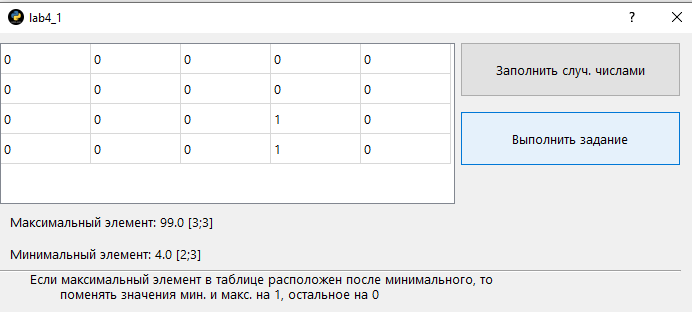 lab4_1
?
0 0 0 0 0
Заполнить случ. числами
0 0 0 0 0
0 0 0 1 0
Выполнить задание
0 0 0 1 0
Максимальный элемент: 99.0 [3;3]
Минимальный элемент: 4.0 [2;3]
Если максимальный элемент в таблице расположен после минимального, то
поменять значения мин. и макс. на 1, остальное на 0